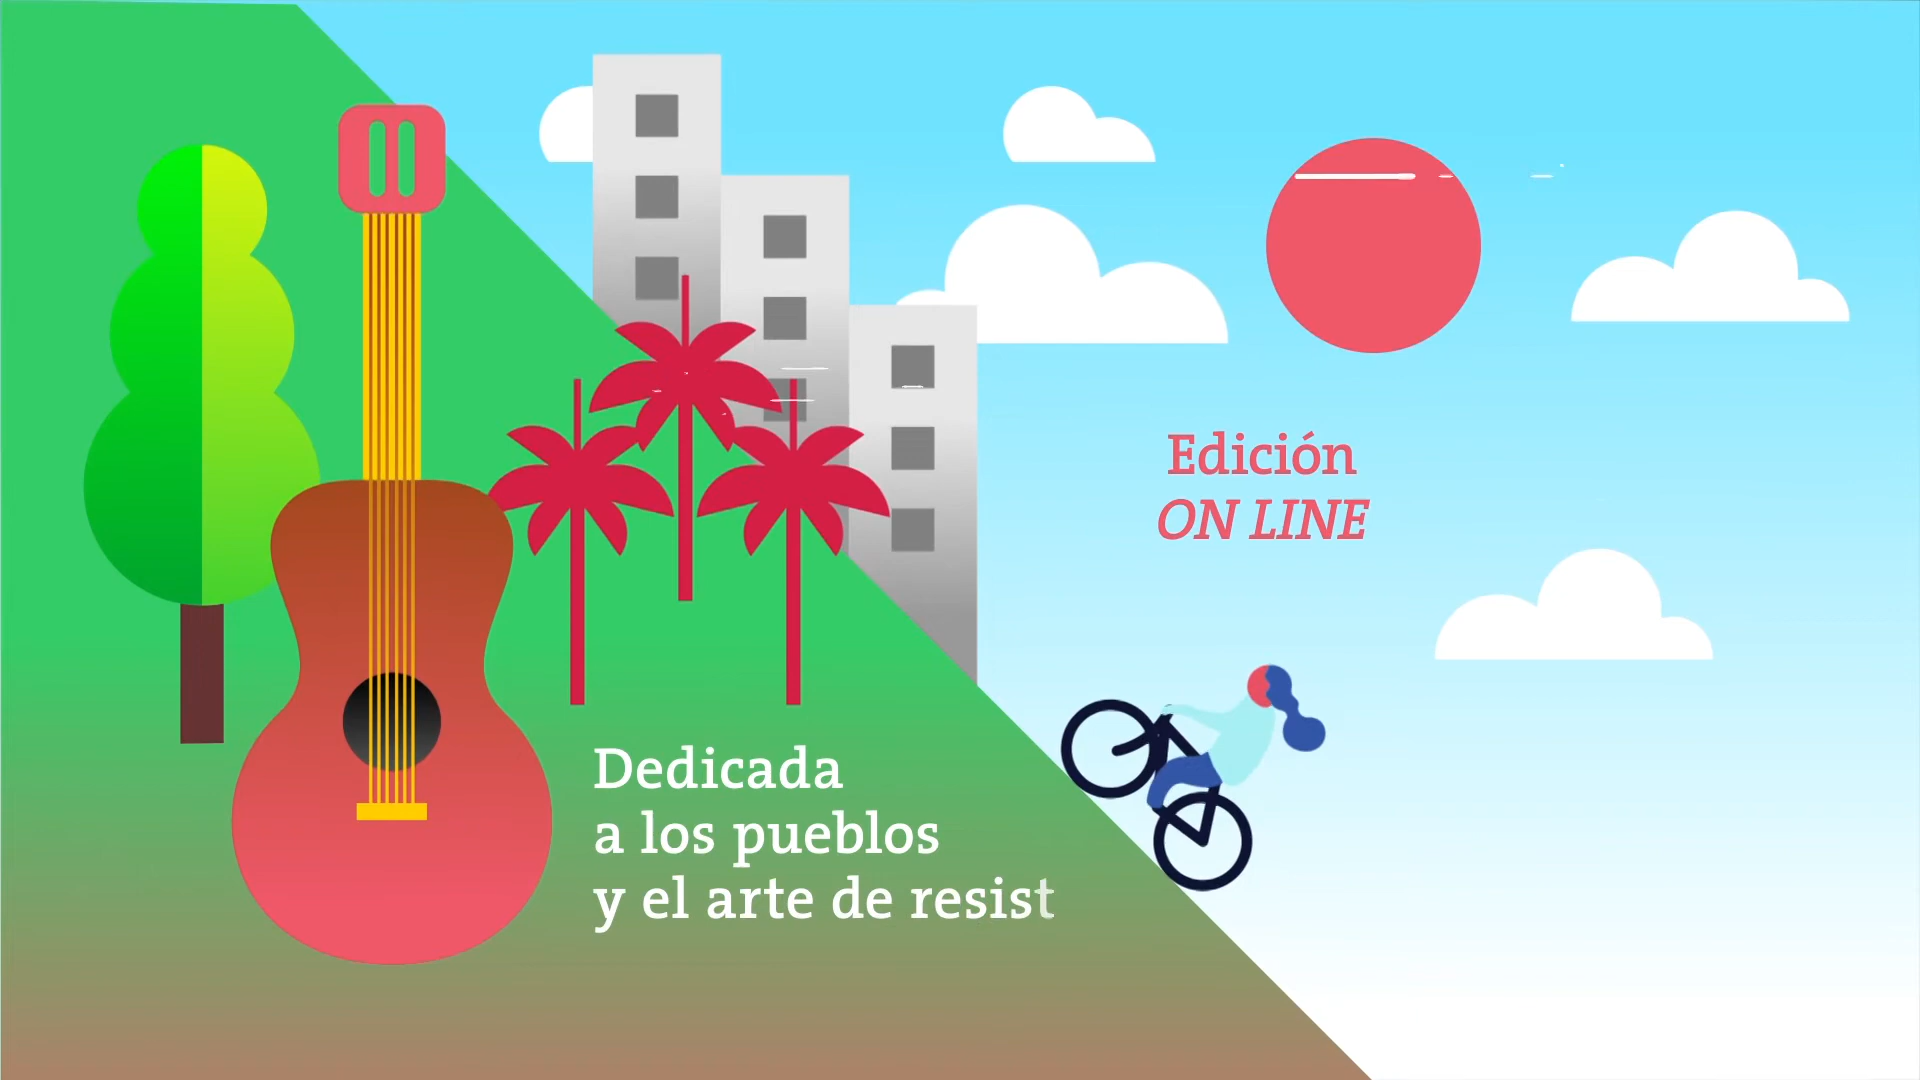 Edición
ON LINE
Dedicada
a los pueblos
y el arte de resist